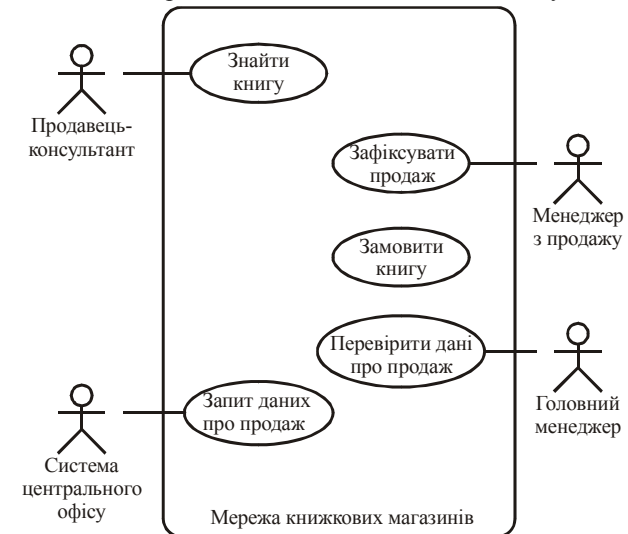 Знайти
книгу
Продавець-
консультант
Зафіксувати
продаж
Менеджер
з продажу
Замовити
книгу
Перевірити дані
про продаж
Головний
менеджер
Запит даних
про продаж
Система
центрального
офісу
Мережа книжкових магазинів